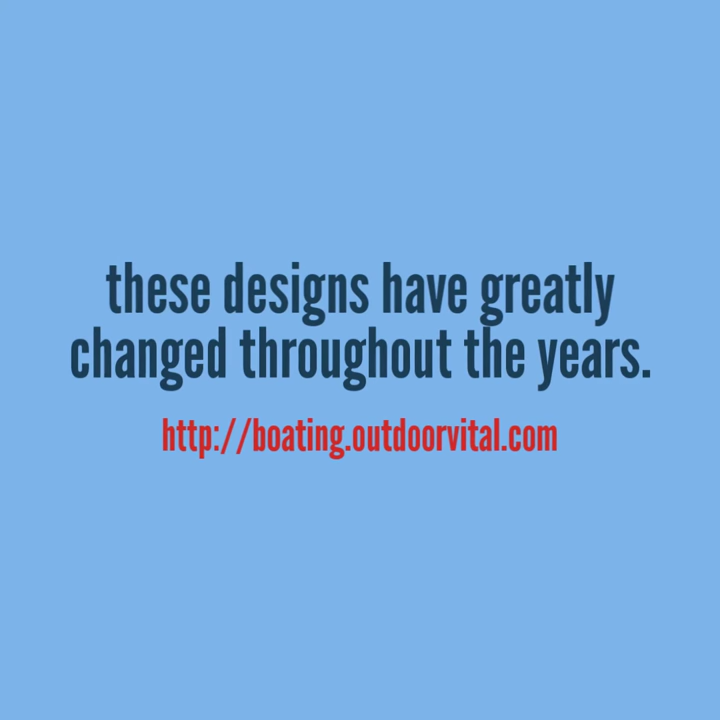 these designs have greatly
changed throughout the years.
http://boating.outdoorvital.com